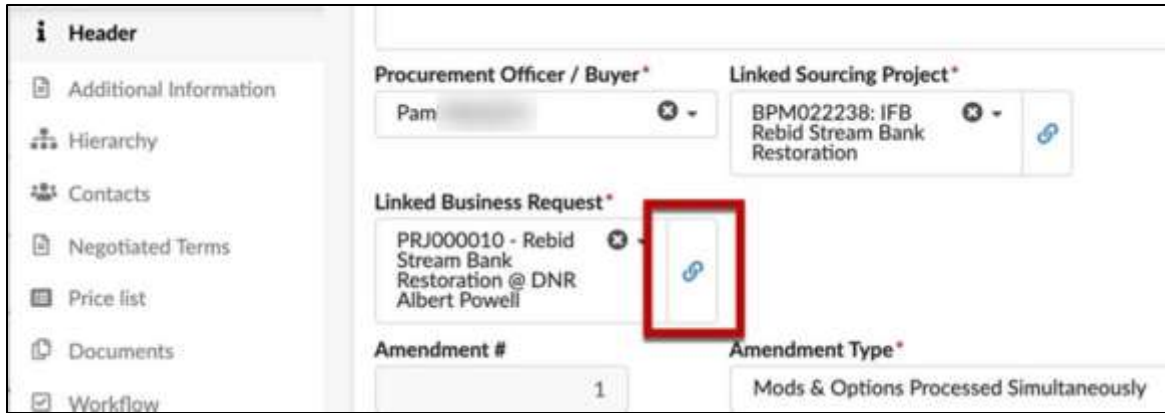 Header
Additional Information
Hierarchy
Contacts
Negotiated Terms
Price list
Documents
Workflow
Procurement Officer / Buyer*
Pam
Linked Sourcing Project*
BPM022238: IFB
Rebid Stream Bank
Restoration
Linked Business Request*
PRJ000010 - Rebid
Stream Bank
Restoration @ DNR
Albert Powell
Amendment #
1
Amendment Type*
Mods & Options Processed Simultaneously